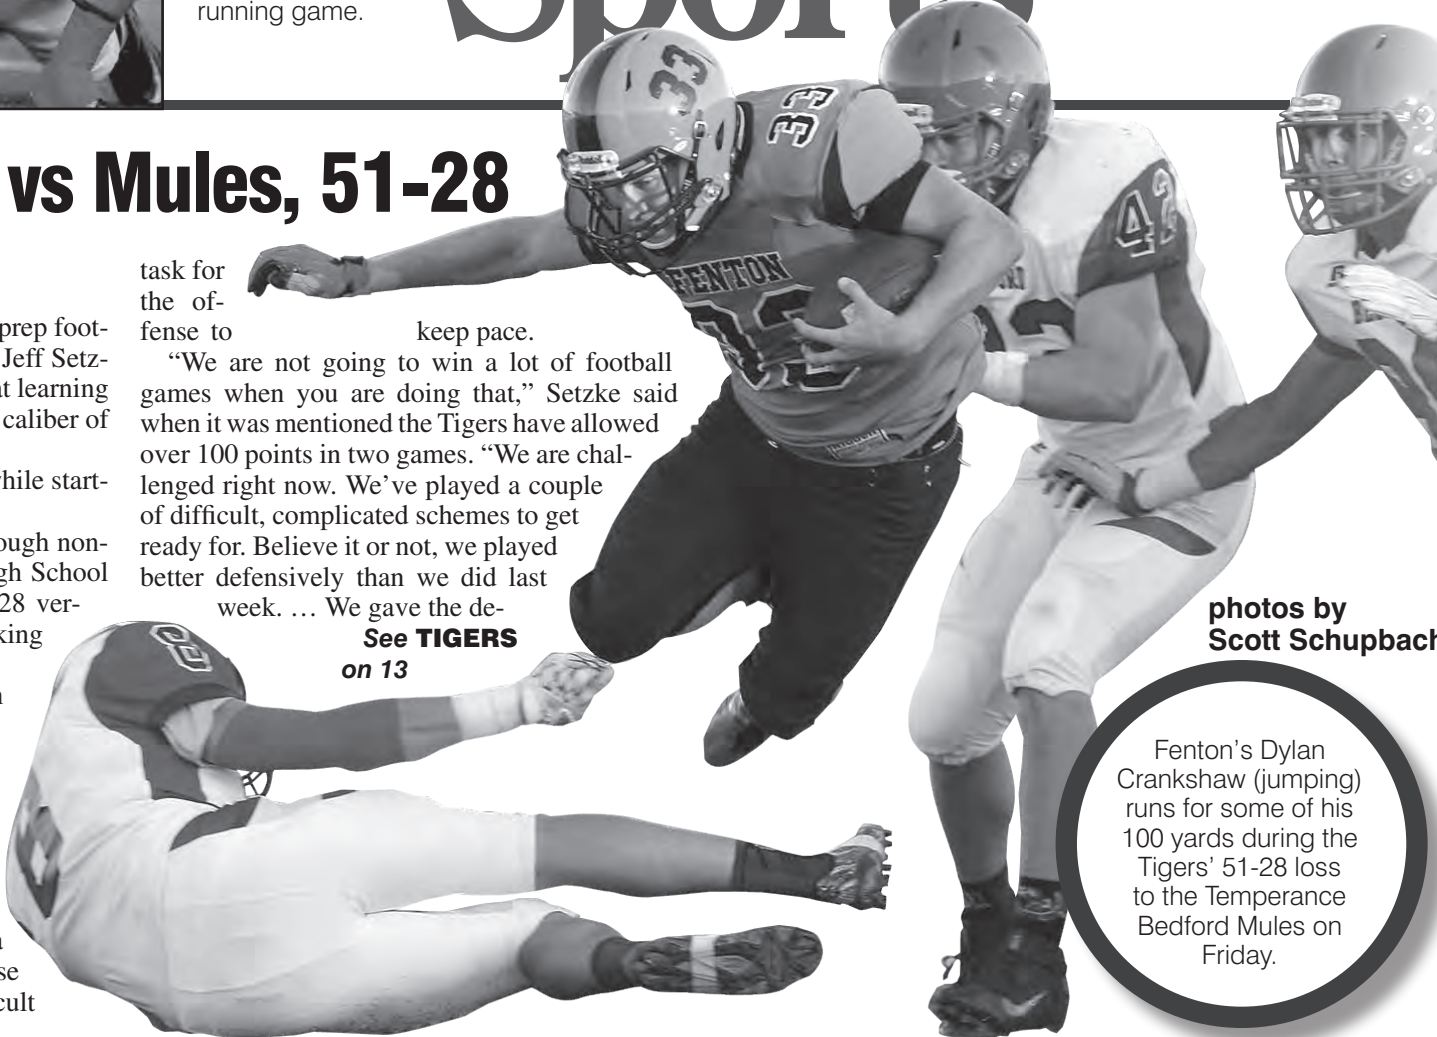 running game.
Sports
vs Mules, 51-28
prep foot-
Jeff Setz-
at learning
caliber of
while start-
ough non-
gh School
28 ver-
king
se
cult
task for
the of-
fense to keep pace.
“We are not going to win a lot of football
games when you are doing that,” Setzke said
when it was mentioned the Tigers have allowed
over 100 points in two games. “We are chal-
lenged right now. We’ve played a couple
of difficult, complicated schemes to get
ready for. Believe it or not, we played
better defensively than we did last
week. … We gave the de-
See TIGERS
on 13
33
33
FENTON
33
42
photos by
Scott Schupbach
Fenton’s Dylan
Crankshaw (jumping)
runs for some of his
100 yards during the
Tigers’ 51-28 loss
to the Temperance
Bedford Mules on
Friday.